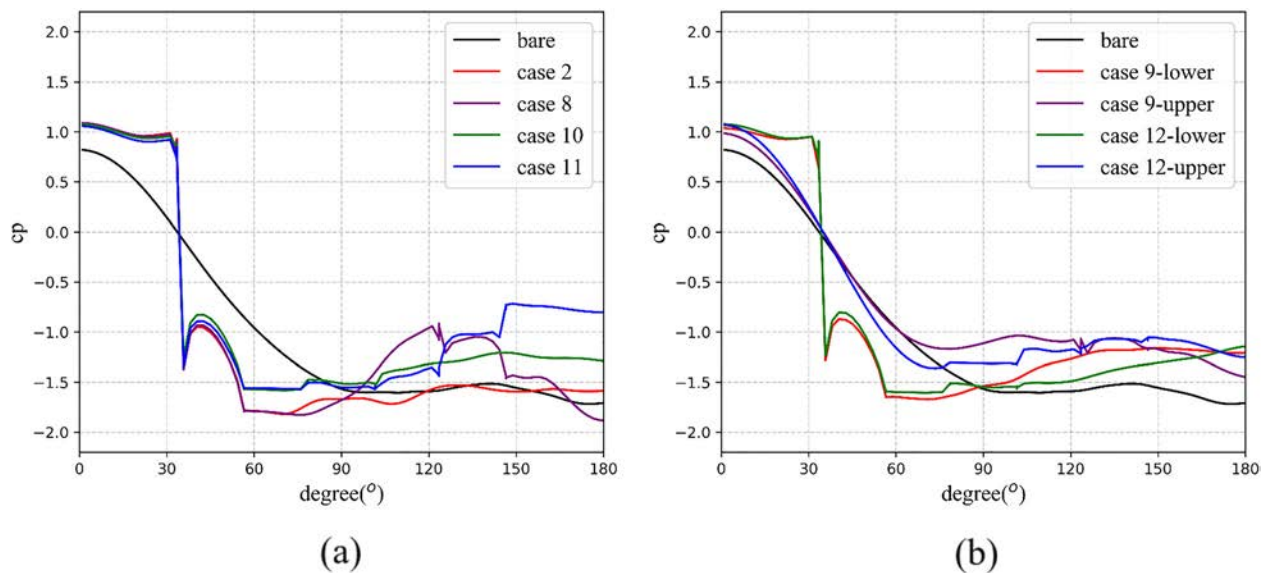 2.0
1.5
1.0
0.5
0.0
−0.5
−1.0
−1.5
−2.0
cp
0 30 60 90 120 150 180
degree(°)
bare
case 2
case 8
case 10
case 11
(a)
2.0
1.5
1.0
0.5
0.0
−0.5
−1.0
−1.5
−2.0
cp
0 30 60 90 120 150 180
degree(°)
bare
case 9-lower
case 9-upper
case 12-lower
case 12-upper
(b)